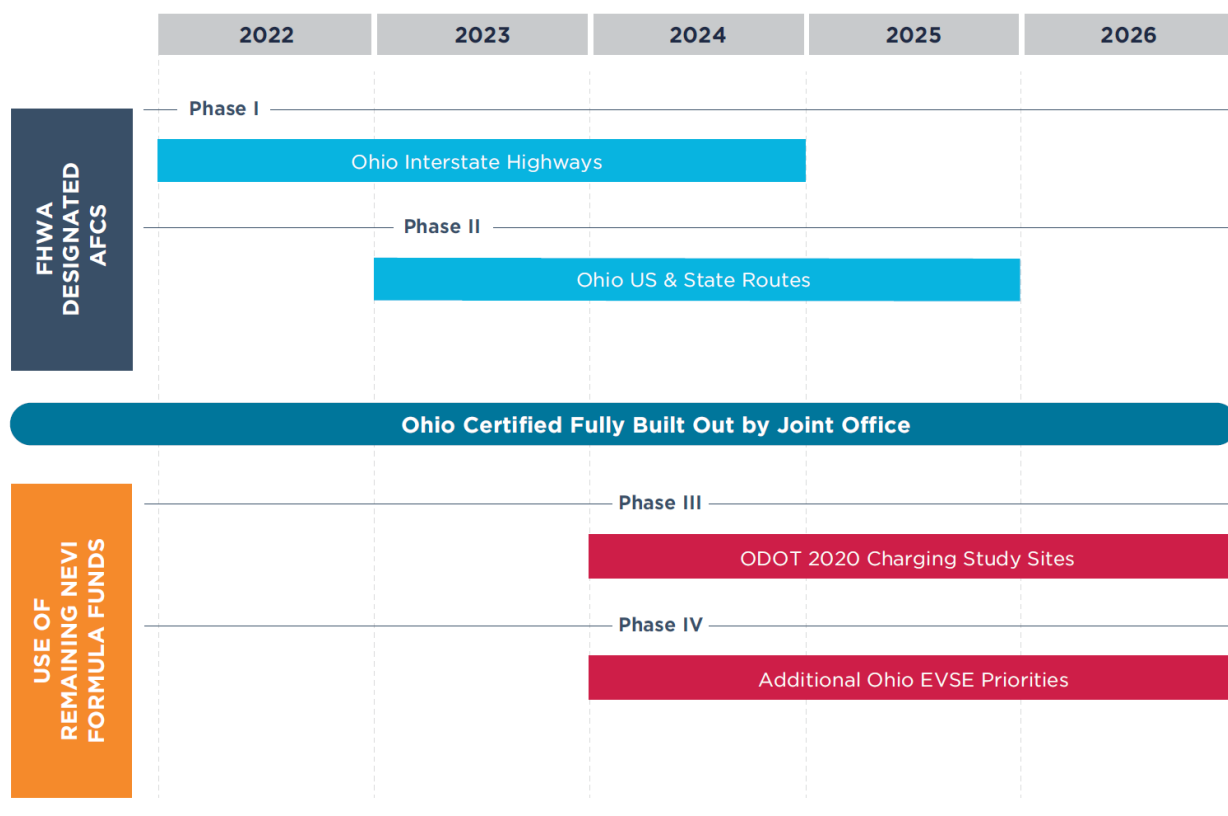 2022 2023 2024 2025 2026
FHWA
DESIGNATED
AFCS
Phase I
Ohio Interstate Highways
Phase II
Ohio US & State Routes
Ohio Certified Fully Built Out by Joint Office
USE OF
REMAINING NEVI
FORMULA FUNDS
Phase III
ODOT 2020 Charging Study Sites
Phase IV
Additional Ohio EVSE Priorities